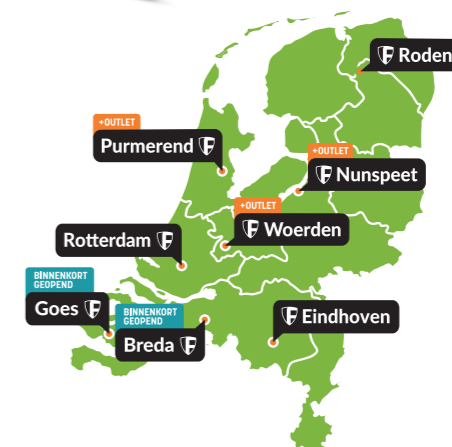 Roden
+OUTLET
Purmerend
+OUTLET
Nunspeet
+OUTLET
Woerden
Rotterdam
BINNENKORT
GEOPEND
Goes
BINNENKORT
GEOPEND
Breda
Eindhoven